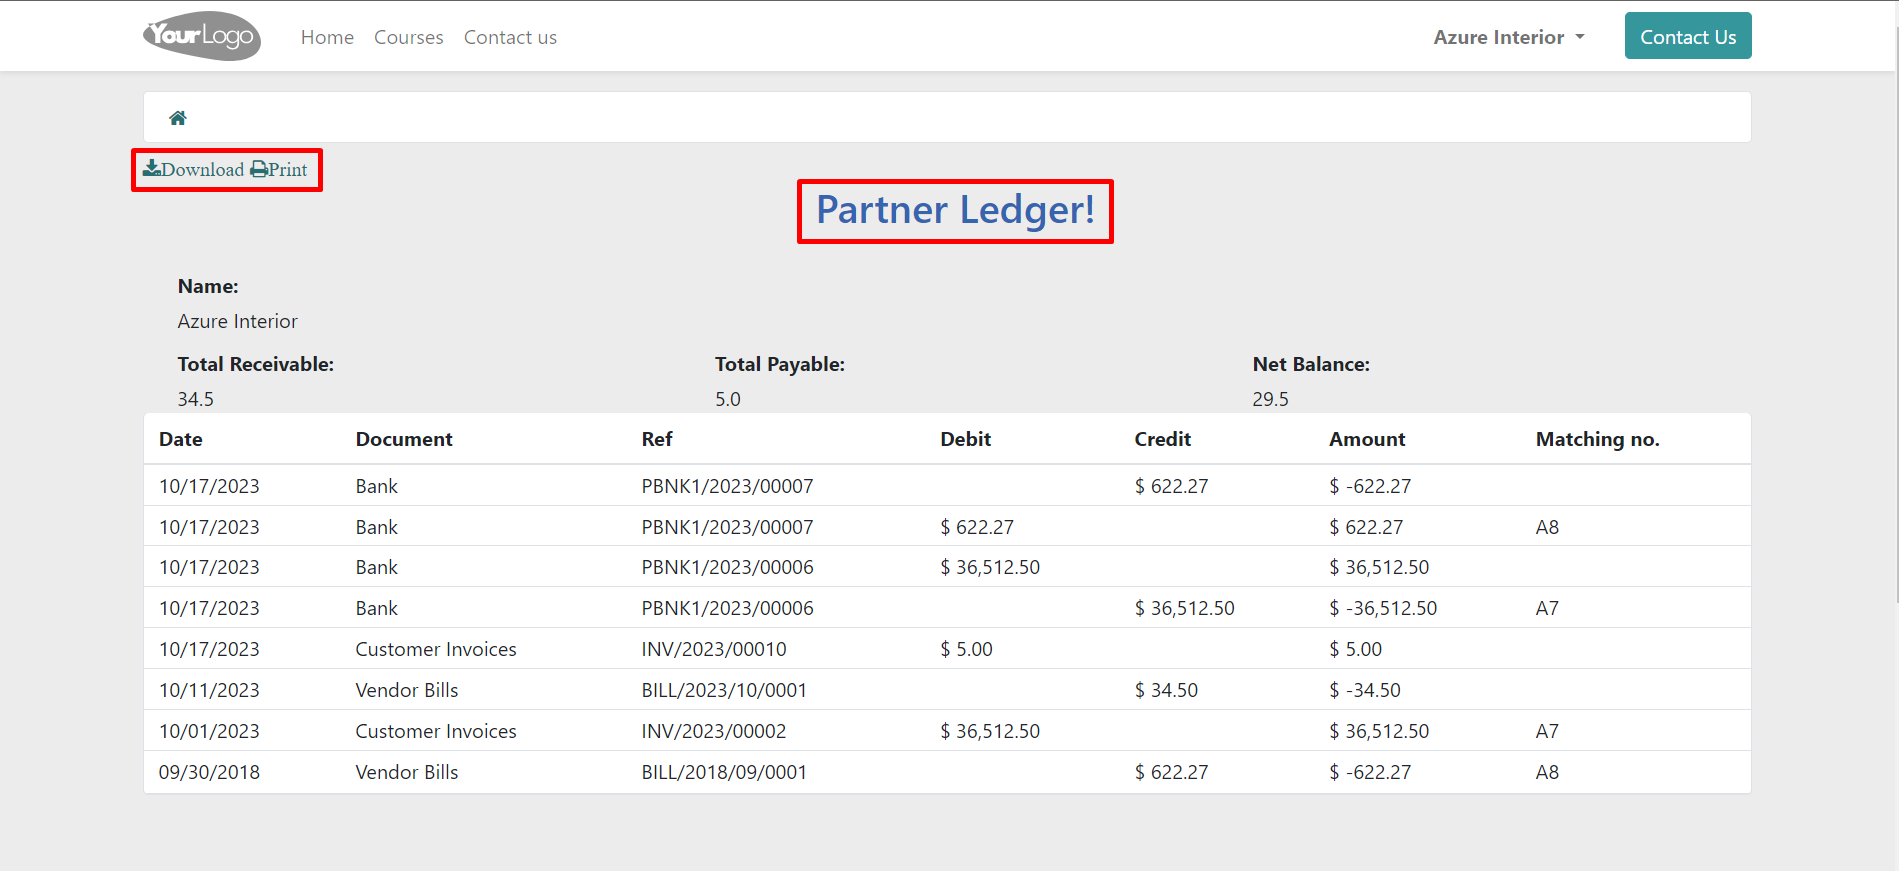 YourLogo Home Courses Contact us Azure Interior Contact Us
Download Print
Partner Ledger!
Name:
Azure Interior
Total Receivable: Total Payable: Net Balance:
34.5 5.0 29.5
Date Document Ref Debit Credit Amount Matching no.
10/17/2023 Bank PBNK1/2023/00007 $ 622.27 $ -622.27
10/17/2023 Bank PBNK1/2023/00007 $ 622.27 $ 622.27 A8
10/17/2023 Bank PBNK1/2023/00006 $ 36,512.50 $ 36,512.50
10/17/2023 Bank PBNK1/2023/00006 $ 36,512.50 $ -36,512.50 A7
10/17/2023 Customer Invoices INV/2023/00010 $ 5.00 $ 5.00
10/11/2023 Vendor Bills BILL/2023/10/0001 $ 34.50 $ -34.50
10/01/2023 Customer Invoices INV/2023/00002 $ 36,512.50 $ 36,512.50 A7
09/30/2018 Vendor Bills BILL/2018/09/0001 $ 622.27 $ -622.27 A8